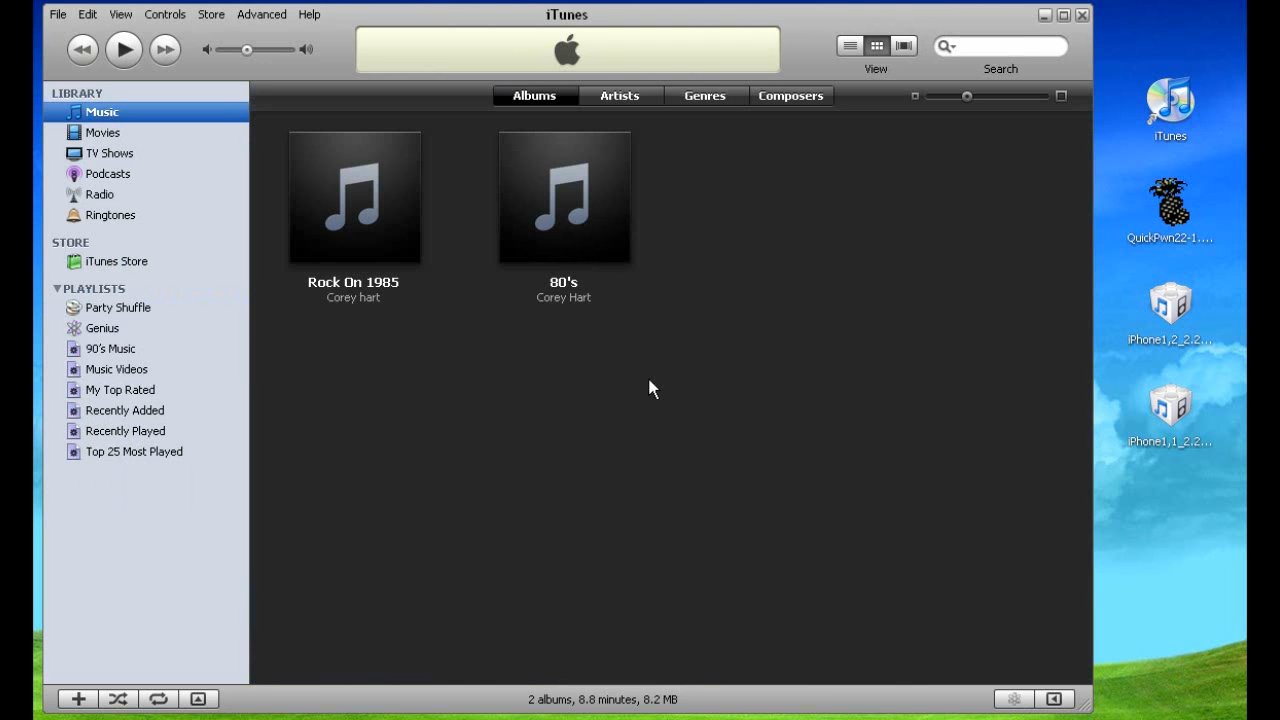 File Edit View Controls Store Advanced Help
iTunes
View
Search
LIBRARY
Music
Movies
TV Shows
Podcasts
Radio
Ringtones
STORE
iTunes Store
PLAYLISTS
Party Shuffle
Genius
90's Music
Music Videos
My Top Rated
Recently Added
Recently Played
Top 25 Most Played
Albums Artists Genres Composers
Rock On 1985
Corey hart
80's
Corey Hart
2 albums, 8.8 minutes, 8.2 MB
iTunes
QuickPwn22-1....
iPhone1,2_2.2...
iPhone1,1_2.2...